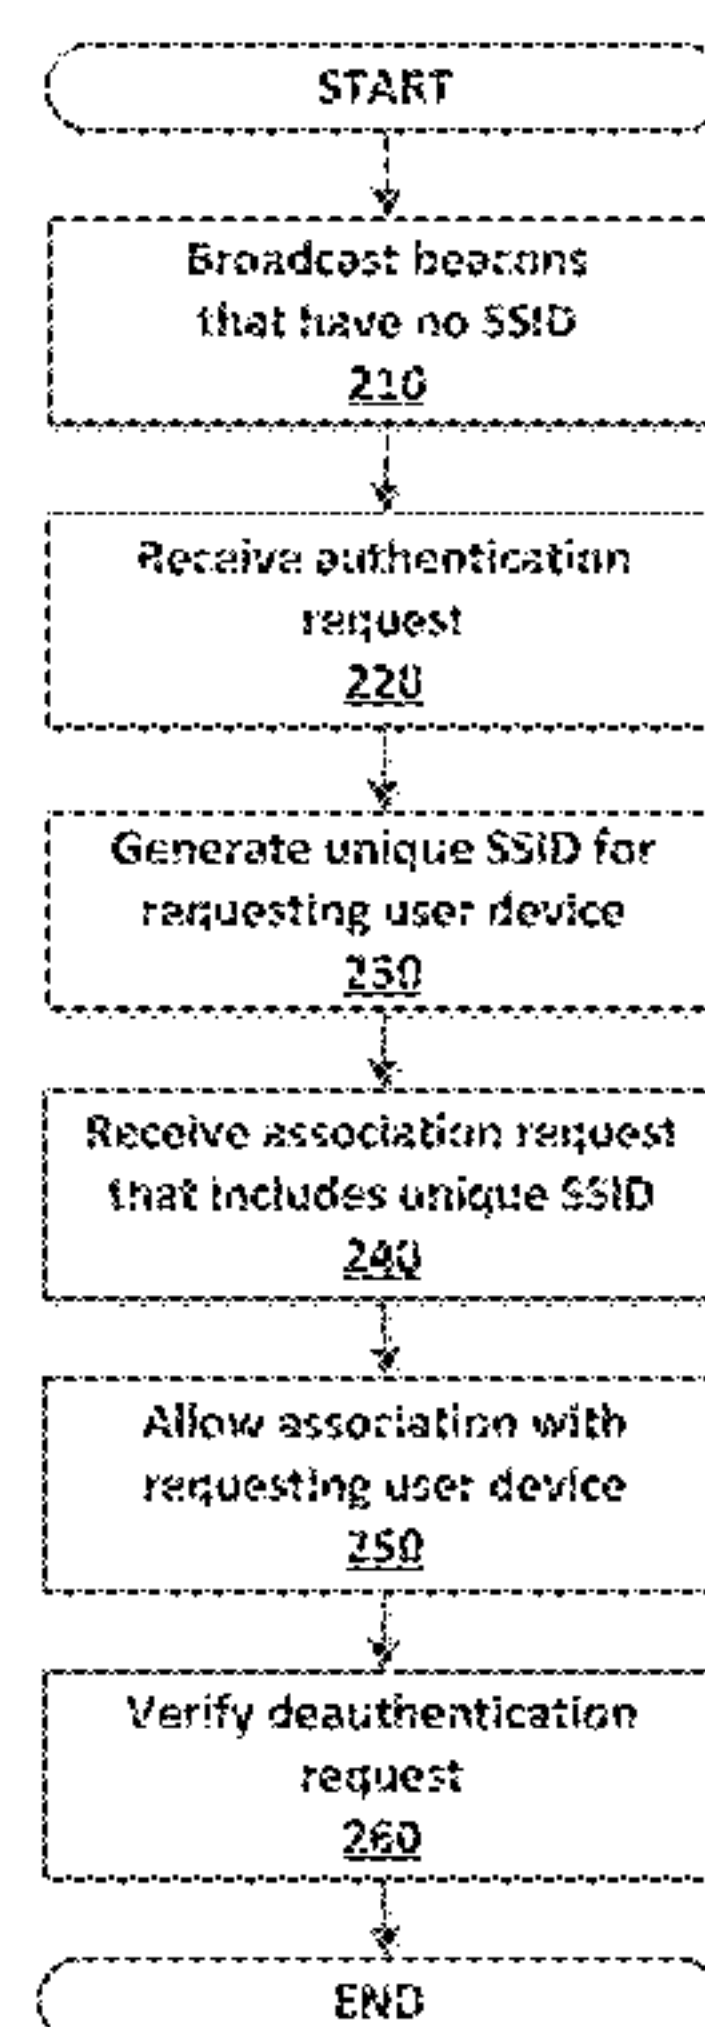 START
Broadcast beacons
that have no SSID
210
Receive authentication
request
220
Generate unique SSID for
requesting user device
230
Receive association request
that includes unique SSID
240
Allow association with
requesting user device
250
Verify deauthentication
request
260
END